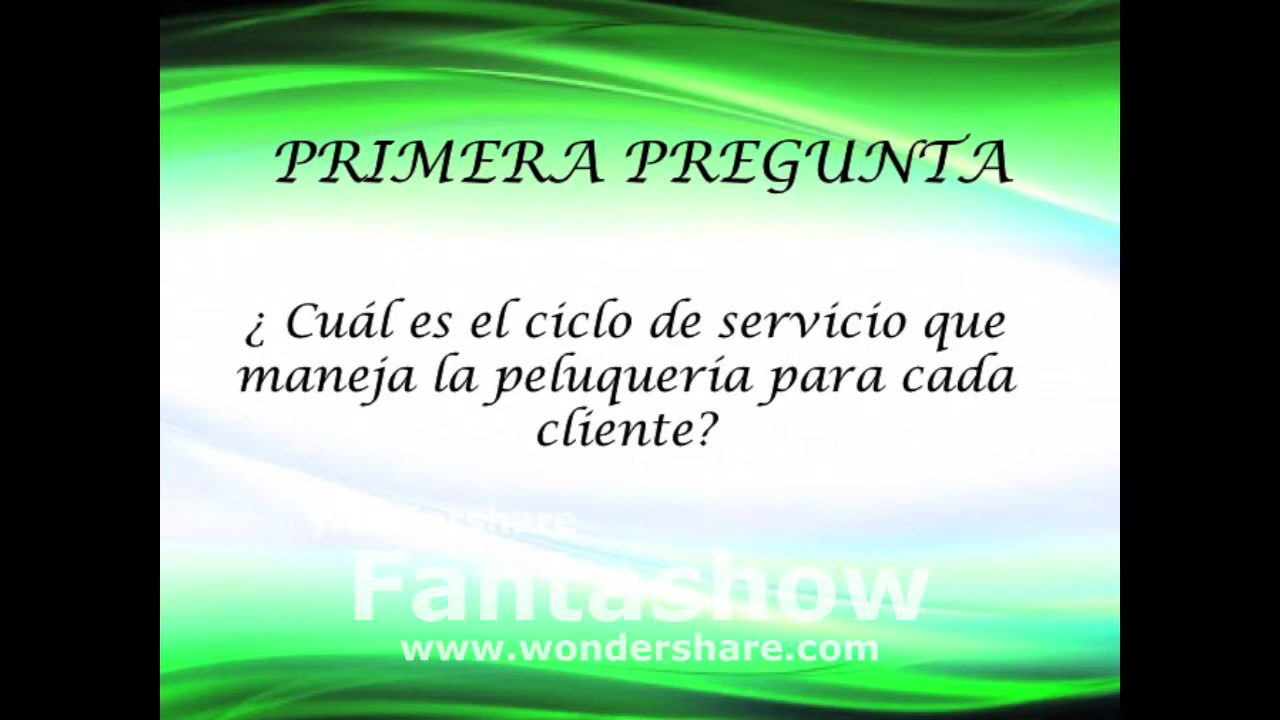 PRIMERA PREGUNTA
¿ Cuál es el ciclo de servicio que
maneja la peluquería para cada
cliente?
wondershare
Fantashow
www.wondershare.com